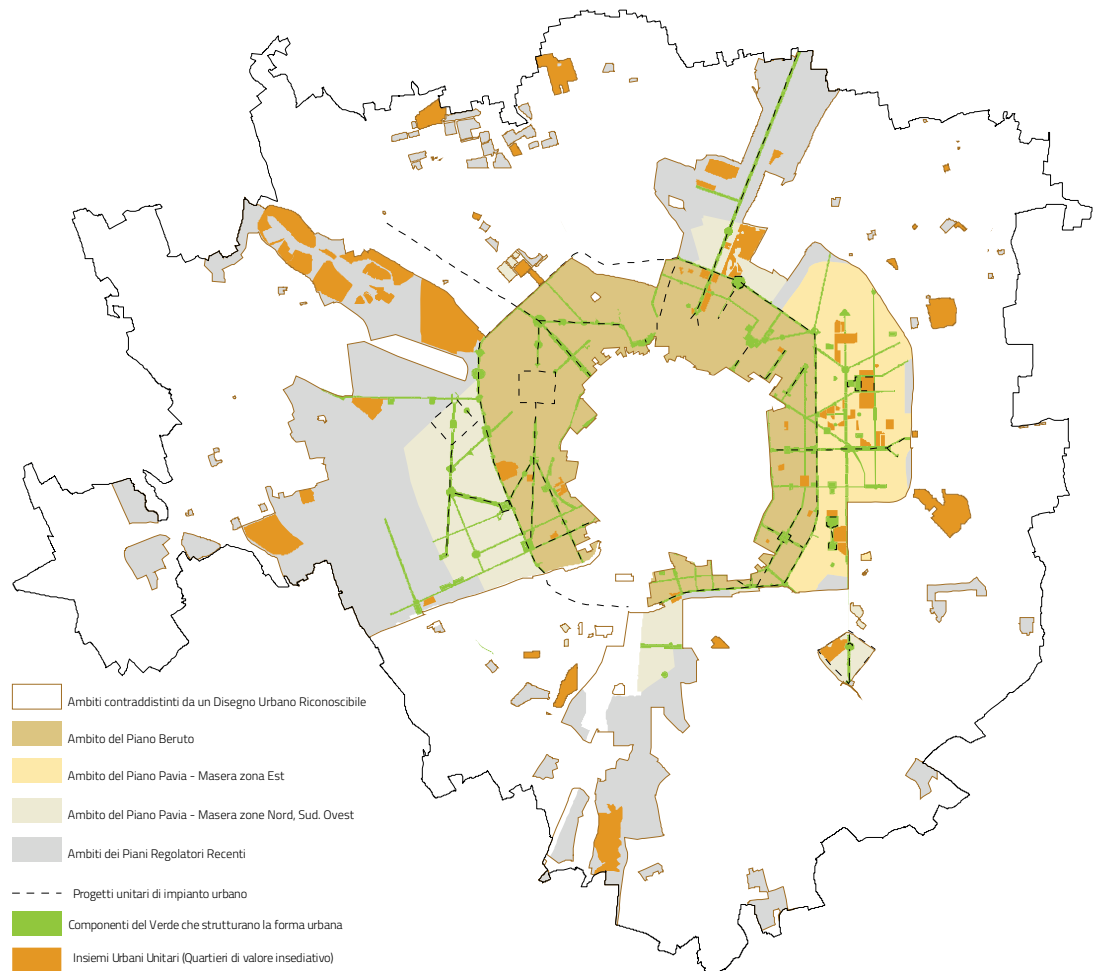 Ambiti contraddistinti da un Disegno Urbano Riconoscibile
Ambito del Piano Beruto
Ambito del Piano Pavia - Masera zona Est
Ambito del Piano Pavia - Masera zone Nord, Sud. Ovest
Ambiti dei Piani Regolatori Recenti
Progetti unitari di impianto urbano
Componenti del Verde che strutturano la forma urbana
Insiemi Urbani Unitari (Quartieri di valore insediativo)